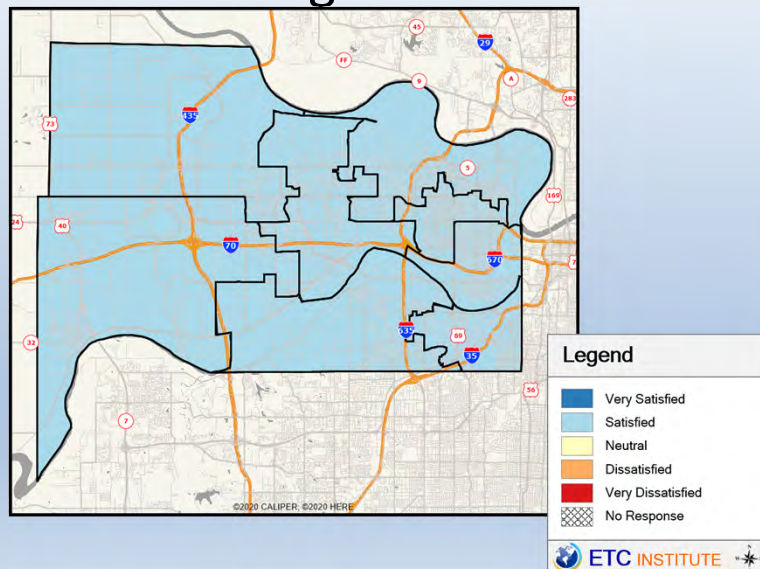 45
29
FF
9
A
283
435
73
5
169
24
40
70
670
32
635
69
35
56
7
©2020 CALIPER; ©2020 HERE
Legend
Very Satisfied
Satisfied
Neutral
Dissatisfied
Very Dissatisfied
No Response
ETC INSTITUTE